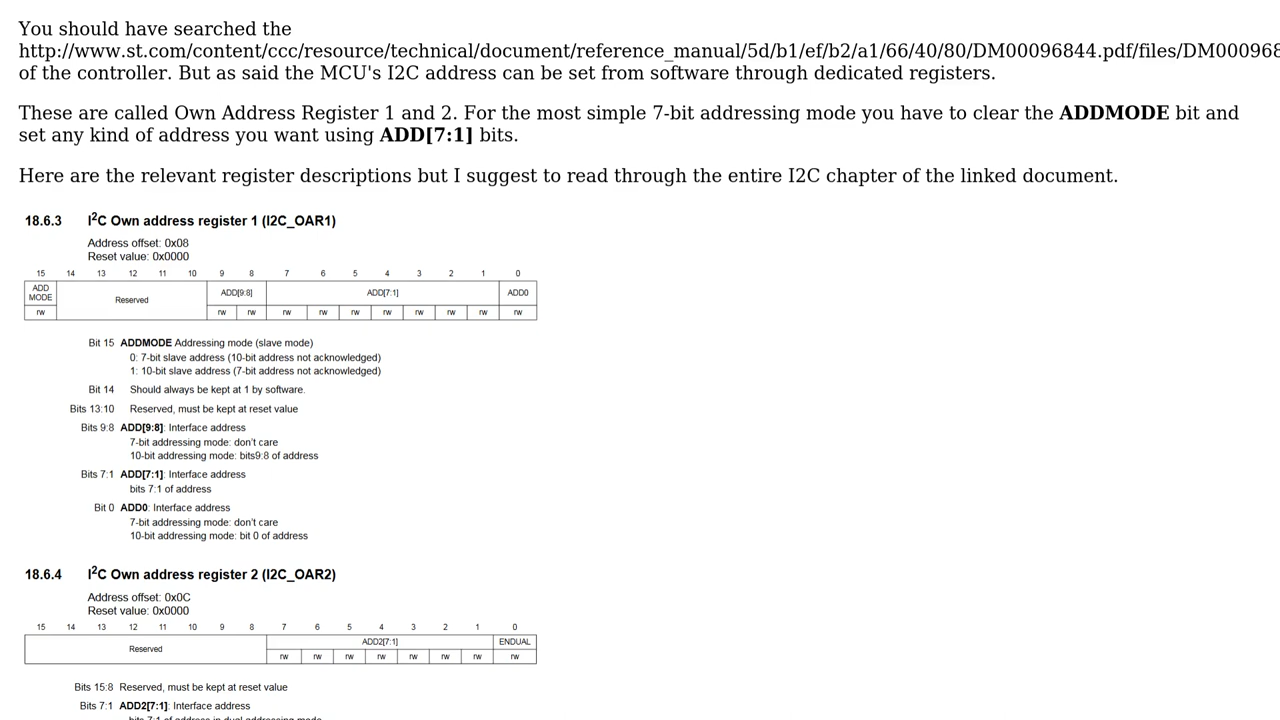 You should have searched the
http://www.st.com/content/ccc/resource/technical/document/reference_manual/5d/b1/ef/b2/a1/66/40/80/DM00096844.pdf/files/DM000968
of the controller. But as said the MCU's I2C address can be set from software through dedicated registers.
These are called Own Address Register 1 and 2. For the most simple 7-bit addressing mode you have to clear the ADDMODE bit and
set any kind of address you want using ADD[7:1] bits.
Here are the relevant register descriptions but I suggest to read through the entire I2C chapter of the linked document.
18.6.3 I2C Own address register 1 (I2C_OAR1)
Address offset: 0x08
Reset value: 0x0000
15 14 13 12 11 10 9 8 7 6 5 4 3 2 1 0
ADD MODE Reserved ADD[9:8] ADD[7:1] ADD0
rw rw rw rw rw rw rw rw rw rw rw
Bit 15 ADDMODE Addressing mode (slave mode)
0: 7-bit slave address (10-bit address not acknowledged)
1: 10-bit slave address (7-bit address not acknowledged)
Bit 14 Should always be kept at 1 by software.
Bits 13:10 Reserved, must be kept at reset value
Bits 9:8 ADD[9:8]: Interface address
7-bit addressing mode: don't care
10-bit addressing mode: bits9:8 of address
Bits 7:1 ADD[7:1]: Interface address
bits 7:1 of address
Bit 0 ADD0: Interface address
7-bit addressing mode: don't care
10-bit addressing mode: bit 0 of address
18.6.4 I2C Own address register 2 (I2C_OAR2)
Address offset: 0x0C
Reset value: 0x0000
15 14 13 12 11 10 9 8 7 6 5 4 3 2 1 0
Reserved ADD2[7:1] ENDUAL
rw rw rw rw rw rw rw rw
Bits 15:8 Reserved, must be kept at reset value
Bits 7:1 ADD2[7:1]: Interface address
bits 7:1 of address in dual addressing mode